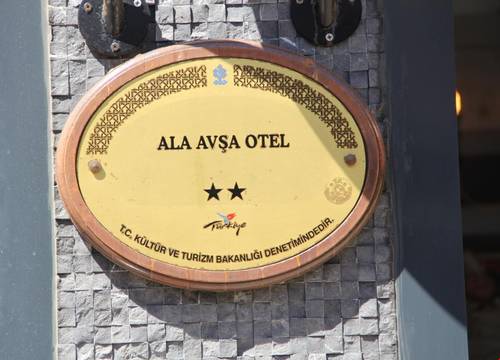 ALA AVŞA OTEL
Türkiye
T.C. KÜLTÜR VE TURİZM BAKANLIĞI DENETİMİNDEDİR.